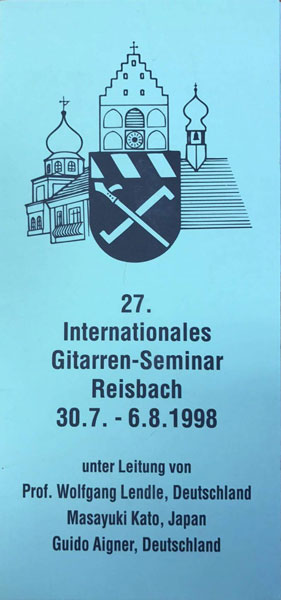 27.
Internationales
Gitarren-Seminar
Reisbach
30.7. - 6.8.1998
unter Leitung von
Prof. Wolfgang Lendle, Deutschland
Masayuki Kato, Japan
Guido Aigner, Deutschland